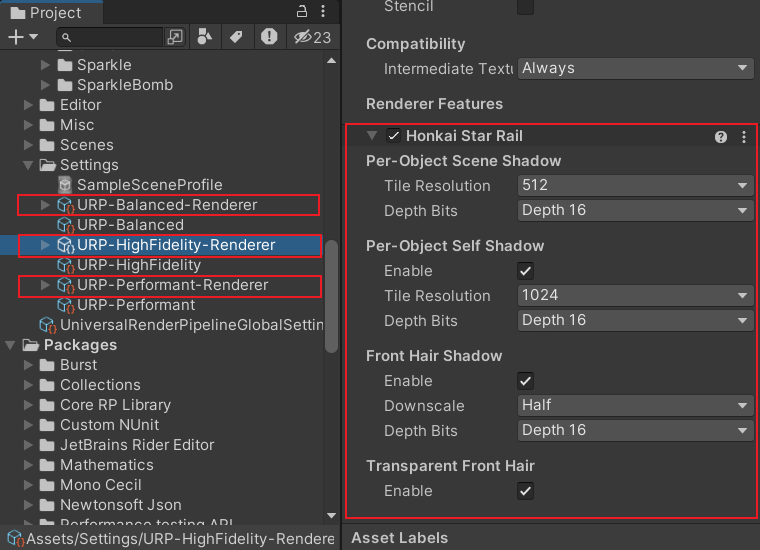 Project
23
Sparkle
SparkleBomb
Editor
Misc
Scenes
Settings
SampleSceneProfile
URP-Balanced-Renderer
URP-Balanced
URP-HighFidelity-Renderer
URP-HighFidelity
URP-Performant-Renderer
URP-Performant
UniversalRenderPipelineGlobalSettin
Packages
Burst
Collections
Core RP Library
Custom NUnit
JetBrains Rider Editor
Mathematics
Mono Cecil
Newtonsoft Json
Performance testing API
Assets/Settings/URP-HighFidelity-Rendere
Stencil
Compatibility
Intermediate Textu Always
Renderer Features
Honkai Star Rail
Per-Object Scene Shadow
Tile Resolution 512
Depth Bits Depth 16
Per-Object Self Shadow
Enable
Tile Resolution 1024
Depth Bits Depth 16
Front Hair Shadow
Enable
Downscale Half
Depth Bits Depth 16
Transparent Front Hair
Enable
Asset Labels